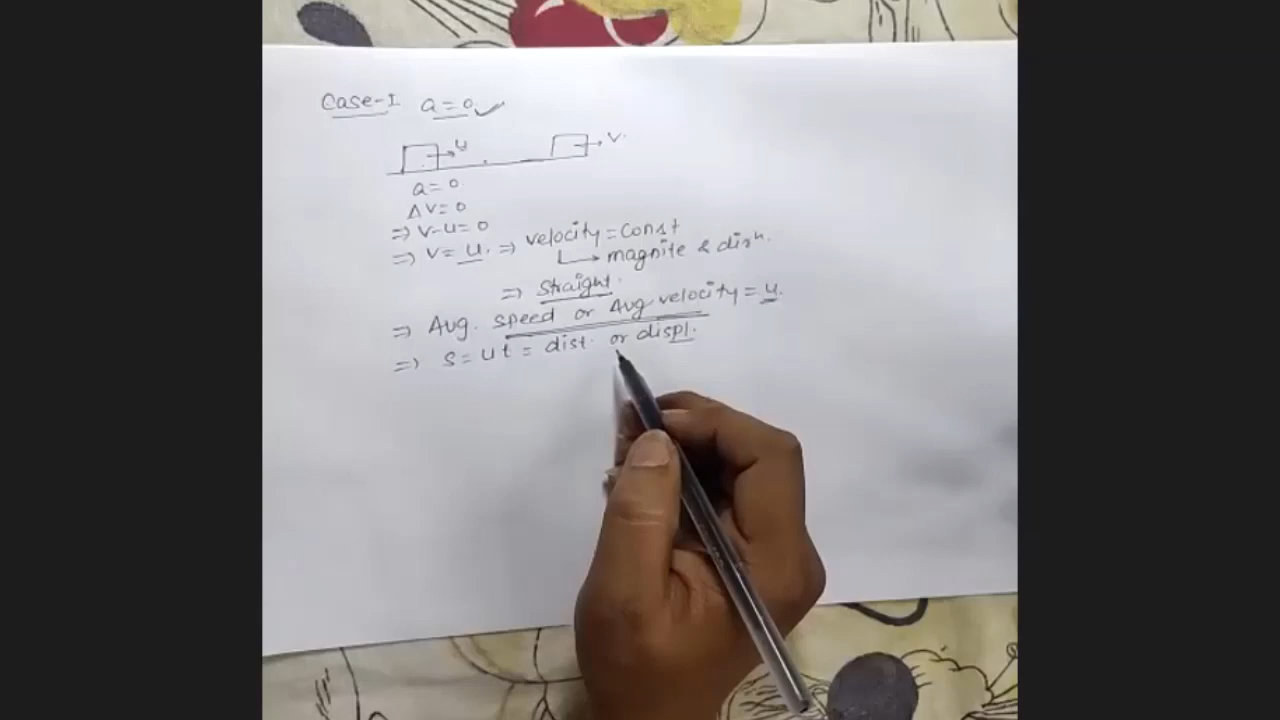 Case-I a=0 ✓
u v.
a=0
ΔV=0
=> V-u=0
=> V= u. => velocity=const
↳ magnite & dirⁿ.
=> straight.
=> Avg. speed or Avg velocity=u.
=> S= ut = dist. or displ.